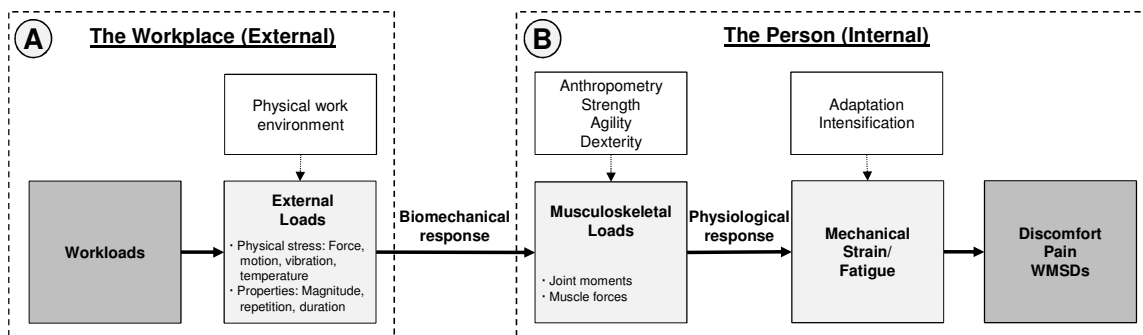 A
The Workplace (External)
Physical work
environment
Workloads
External
Loads
· Physical stress: Force,
motion, vibration,
temperature
· Properties: Magnitude,
repetition, duration
Biomechanical
response
B
The Person (Internal)
Anthropometry
Strength
Agility
Dexterity
Adaptation
Intensification
Musculoskeletal
Loads
· Joint moments
· Muscle forces
Physiological
response
Mechanical
Strain/
Fatigue
Discomfort
Pain
WMSDs